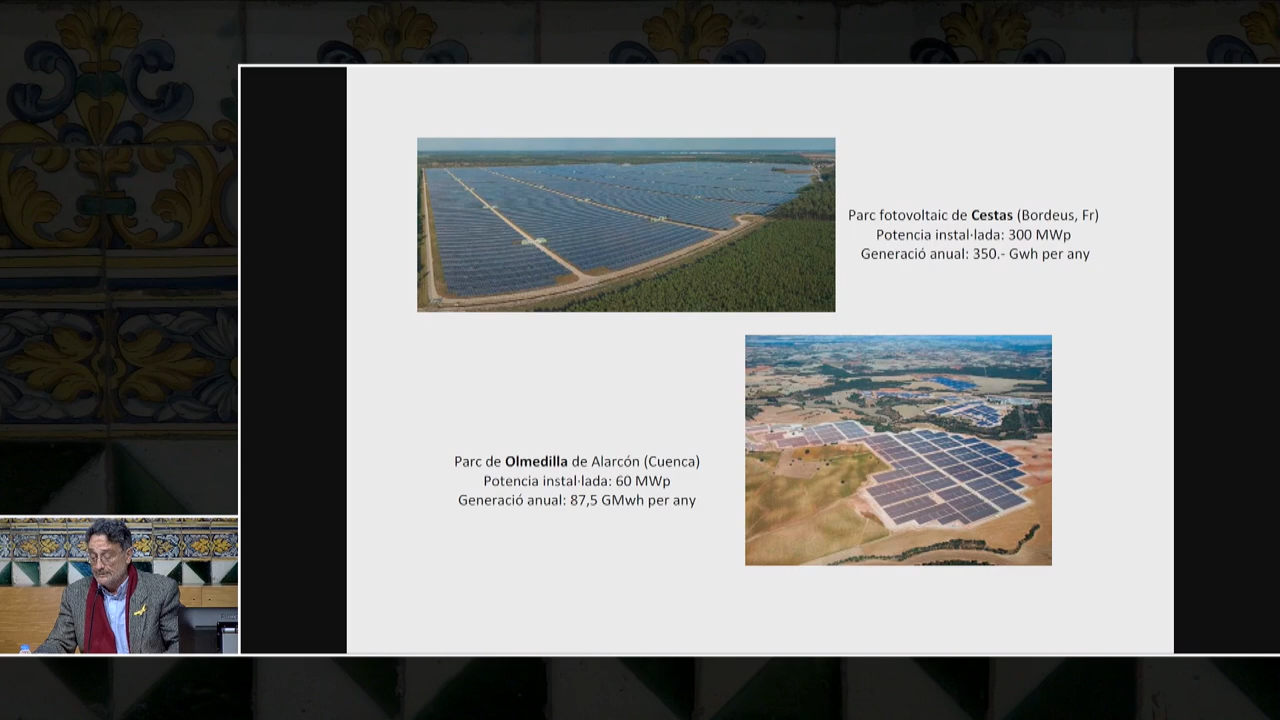 Parc fotovoltaic de Cestas (Bordeus, Fr)
Potencia instal·lada: 300 MWp
Generació anual: 350.- Gwh per any
Parc de Olmedilla de Alarcón (Cuenca)
Potencia instal·lada: 60 MWp
Generació anual: 87,5 GMwh per any